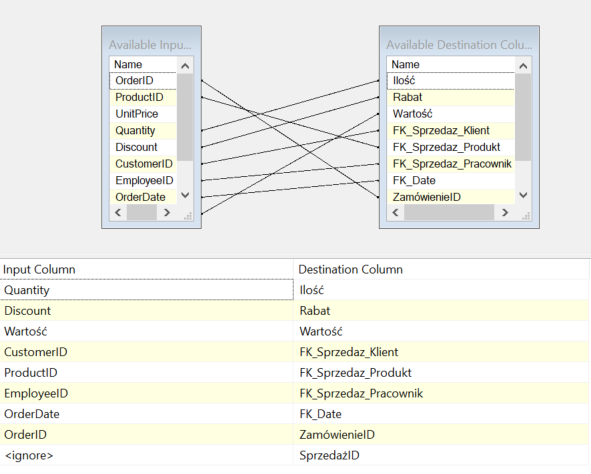 Available Inpu...
Name
OrderID
ProductID
UnitPrice
Quantity
Discount
CustomerID
EmployeeID
OrderDate
Available Destination Colu...
Name
Ilość
Rabat
Wartość
FK_Sprzedaz_Klient
FK_Sprzedaz_Produkt
FK_Sprzedaz_Pracownik
FK_Date
ZamówienieID
Input Column Destination Column
Quantity Ilość
Discount Rabat
Wartość Wartość
CustomerID FK_Sprzedaz_Klient
ProductID FK_Sprzedaz_Produkt
EmployeeID FK_Sprzedaz_Pracownik
OrderDate FK_Date
OrderID ZamówienieID
<ignore> SprzedażID